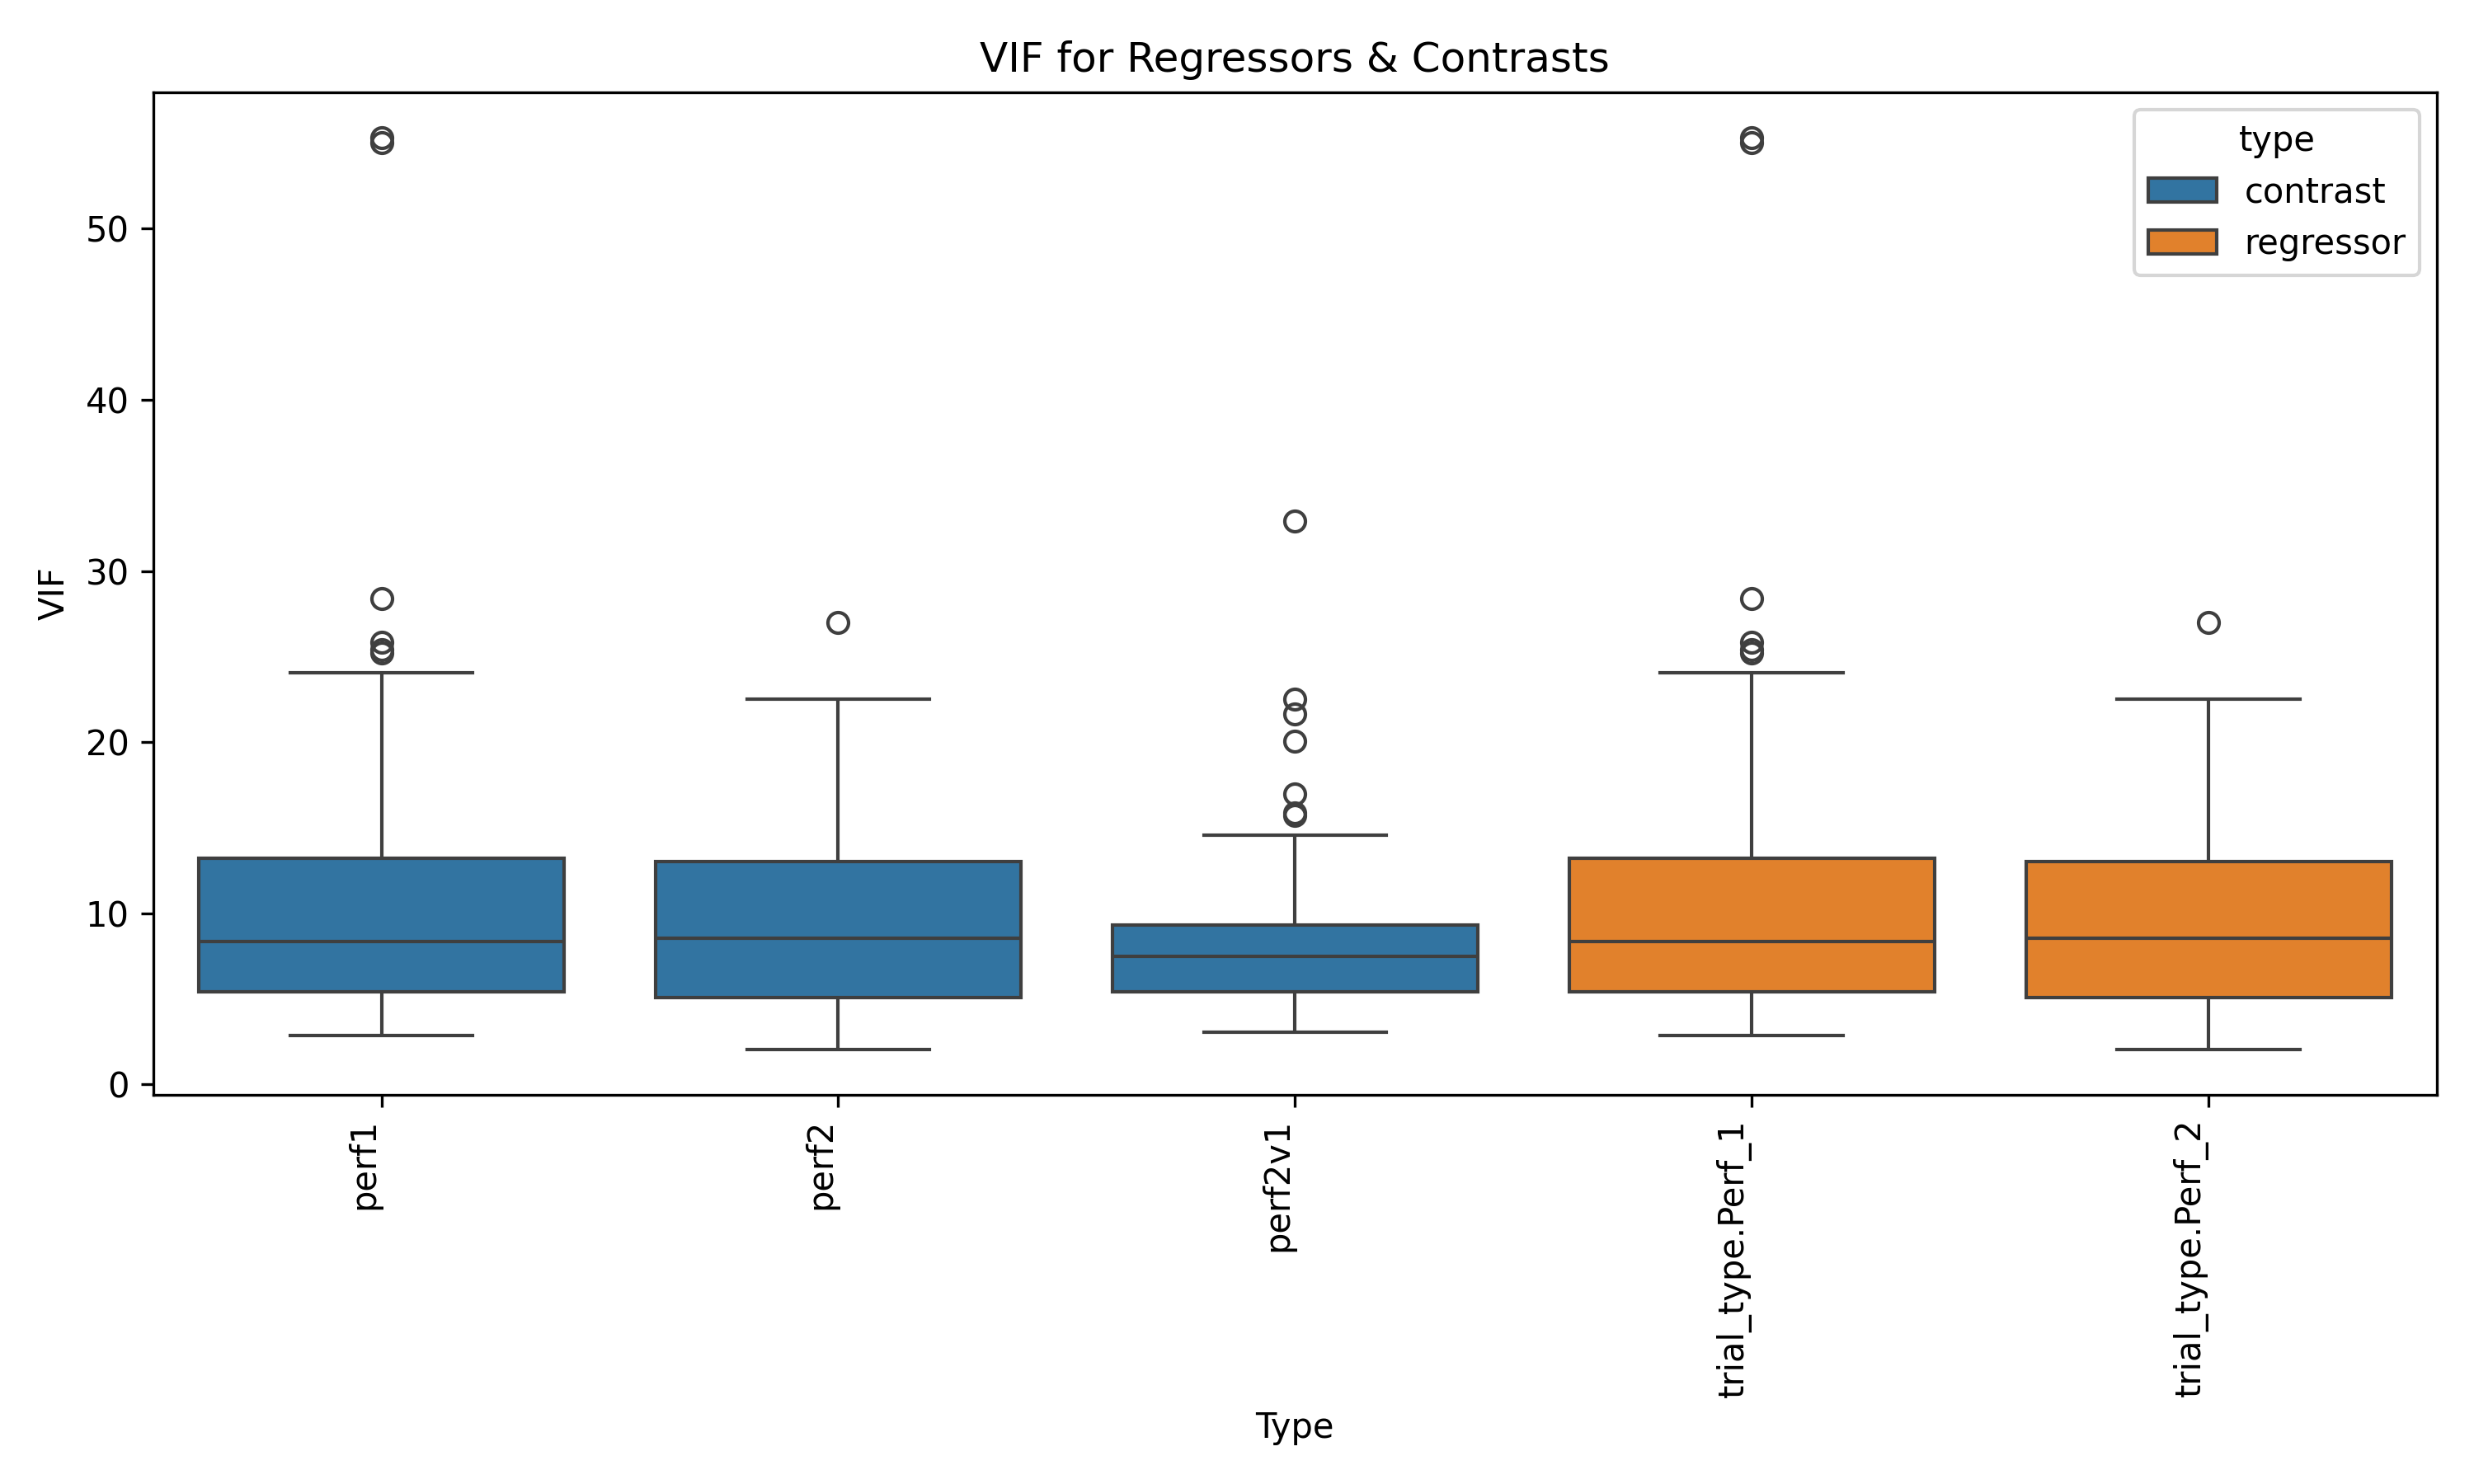 VIF for Regressors & Contrasts
type
contrast
regressor
VIF
50
40
30
20
10
0
perf1
perf2
perf2v1
trial_type.Perf_1
trial_type.Perf_2
Type